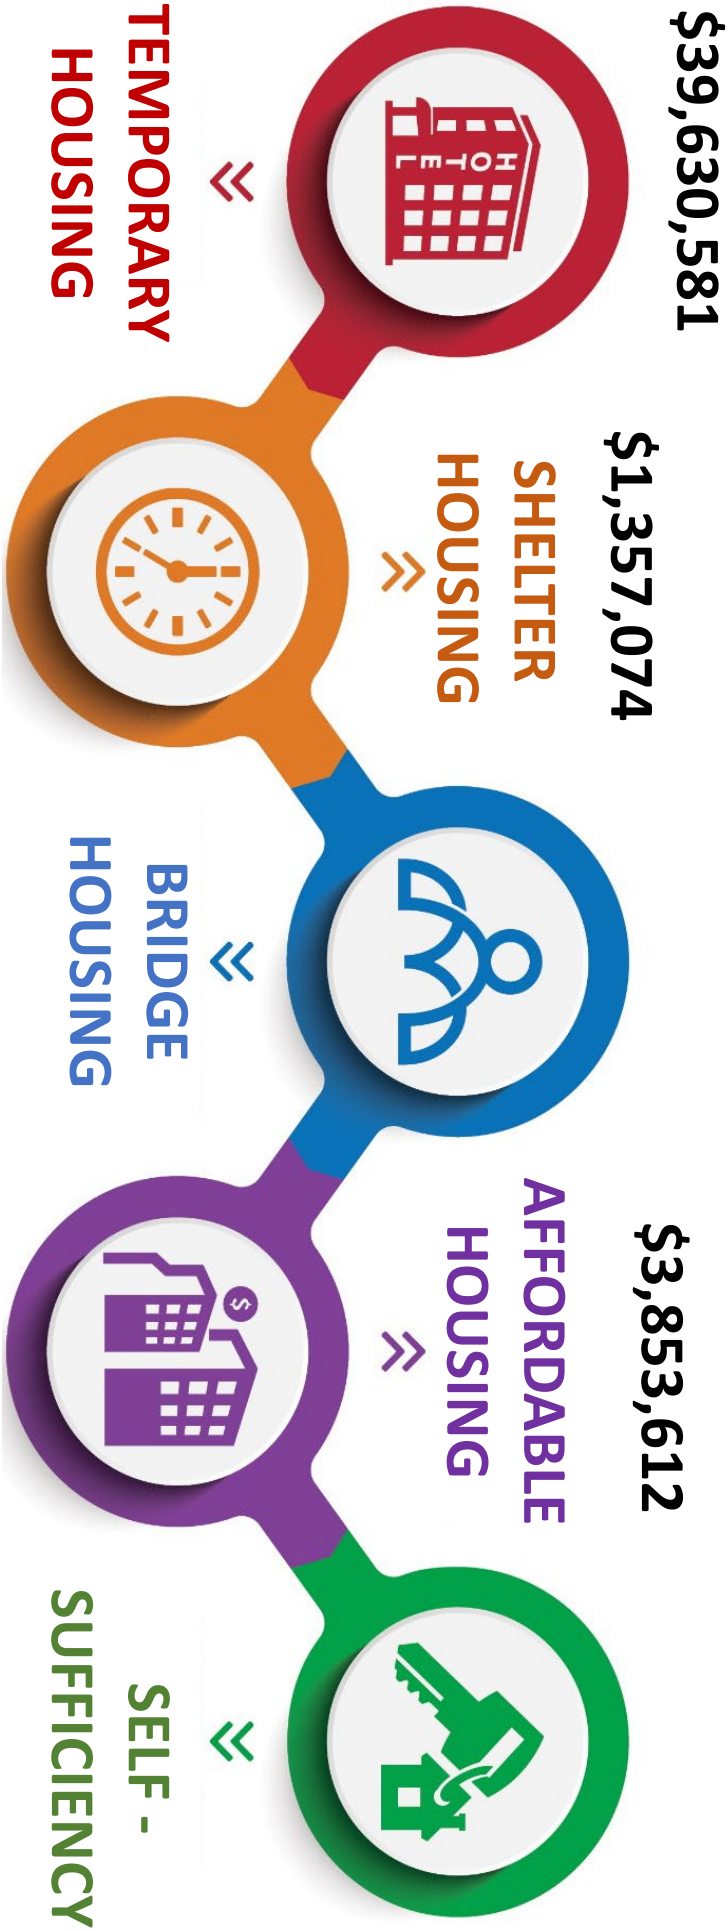 $39,630,581
HOTEL
TEMPORARY
HOUSING
$1,357,074
SHELTER
HOUSING
BRIDGE
HOUSING
$3,853,612
AFFORDABLE
HOUSING
$
SELF -
SUFFICIENCY